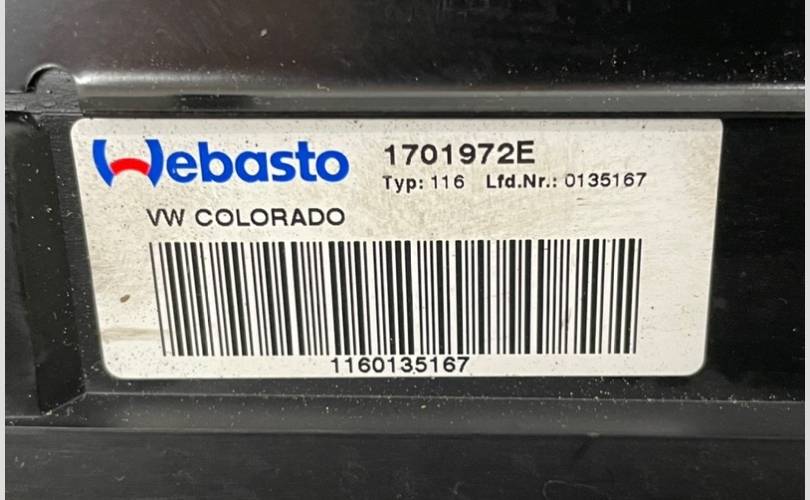 Webasto 1701972E
Typ: 116 Lfd.Nr.: 0135167
VW COLORADO
1160135167